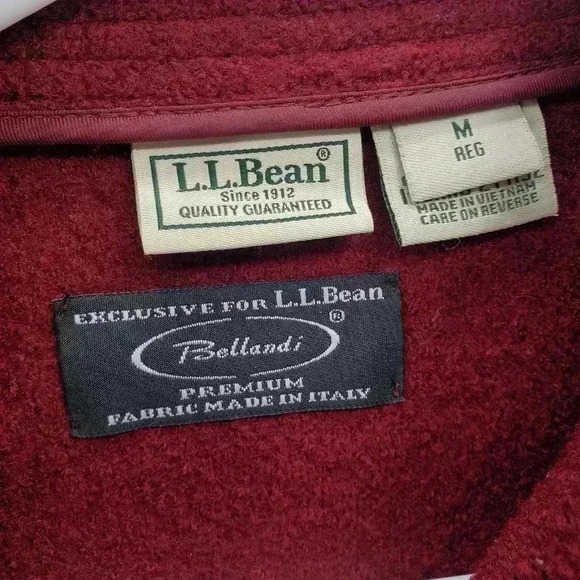 L.L.Bean®
Since 1912
QUALITY GUARANTEED
M
REG
MADE IN VIETNAM
CARE ON REVERSE
EXCLUSIVE FOR L.L.Bean
Bellandi®
PREMIUM
FABRIC MADE IN ITALY